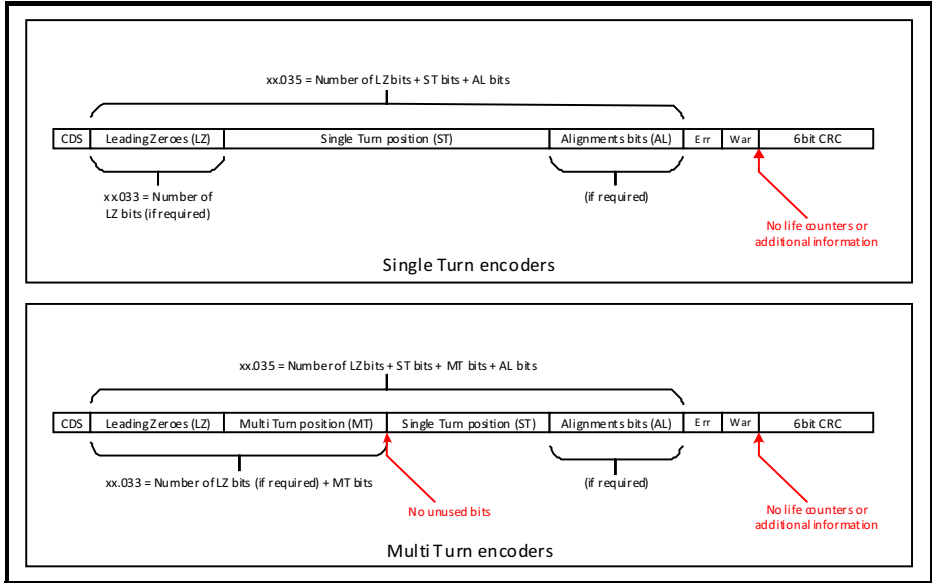 xx.035 = Number of LZ bits + ST bits + AL bits
CDS Leading Zeroes (LZ) Single Turn position (ST) Alignments bits (AL) Err War 6bit CRC
xx.033 = Number of
LZ bits (if required)
(if required)
No life counters or
additional information
Single Turn encoders
xx.035 = Number of LZ bits + ST bits + MT bits + AL bits
CDS Leading Zeroes (LZ) Multi Turn position (MT) Single Turn position (ST) Alignments bits (AL) Err War 6bit CRC
xx.033 = Number of LZ bits (if required) + MT bits
(if required)
No unused bits
No life counters or
additional information
Multi Turn encoders